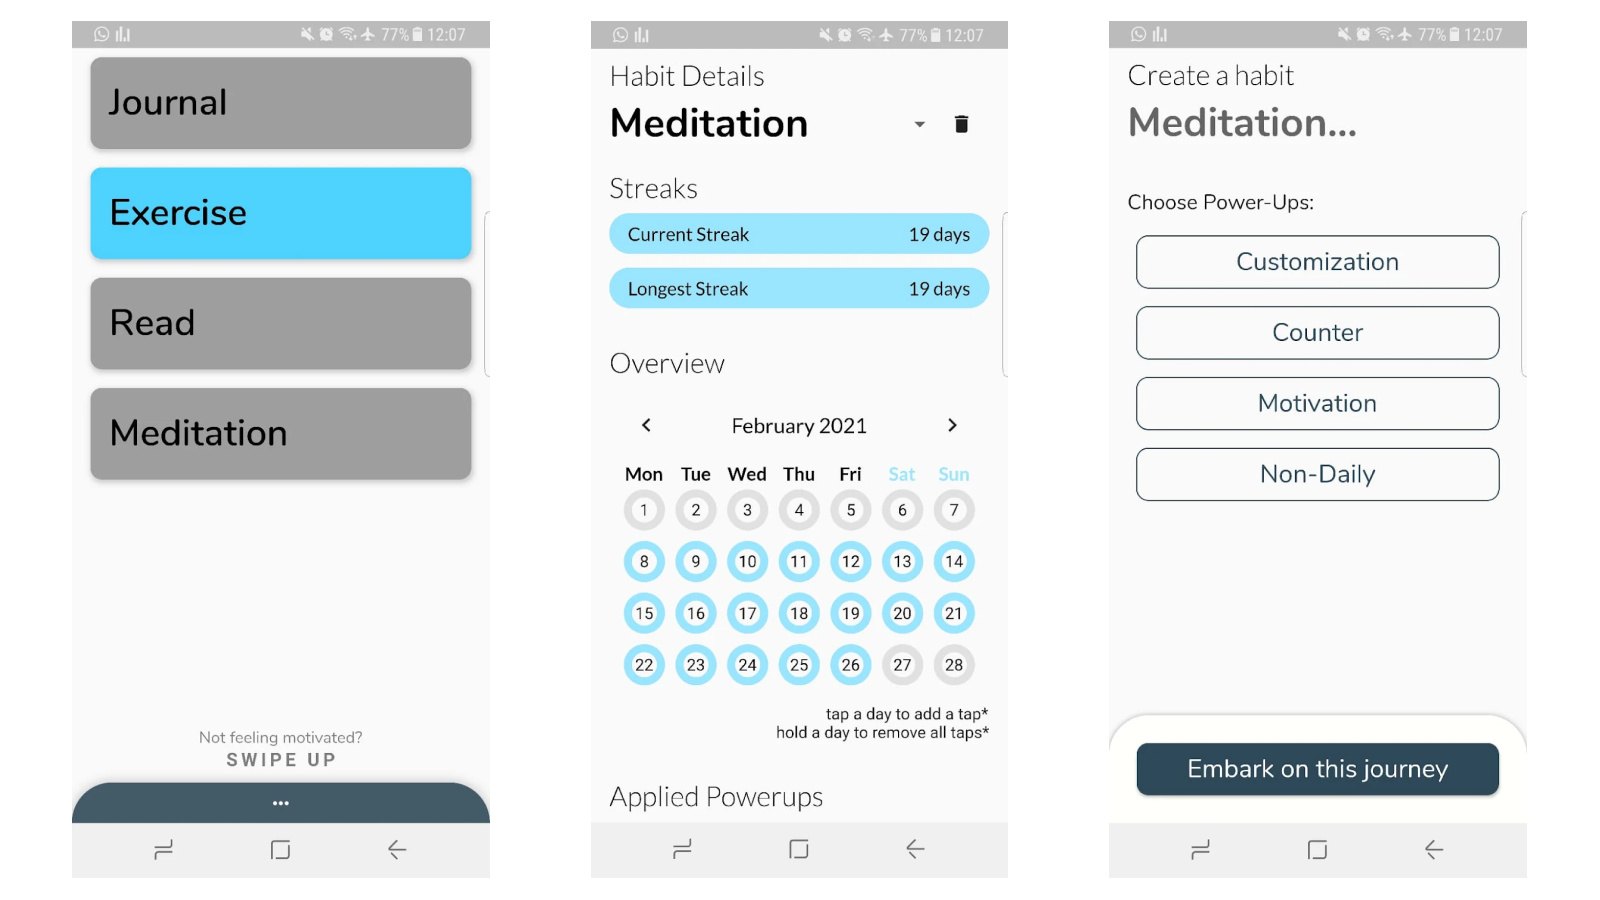 77% 12:07
Journal
Exercise
Read
Meditation
Not feeling motivated?
SWIPE UP
...
77% 12:07
Habit Details
Meditation
Streaks
Current Streak 19 days
Longest Streak 19 days
Overview
February 2021
Mon Tue Wed Thu Fri Sat Sun
1 2 3 4 5 6 7
8 9 10 11 12 13 14
15 16 17 18 19 20 21
22 23 24 25 26 27 28
tap a day to add a tap*
hold a day to remove all taps*
Applied Powerups
77% 12:07
Create a habit
Meditation...
Choose Power-Ups:
Customization
Counter
Motivation
Non-Daily
Embark on this journey